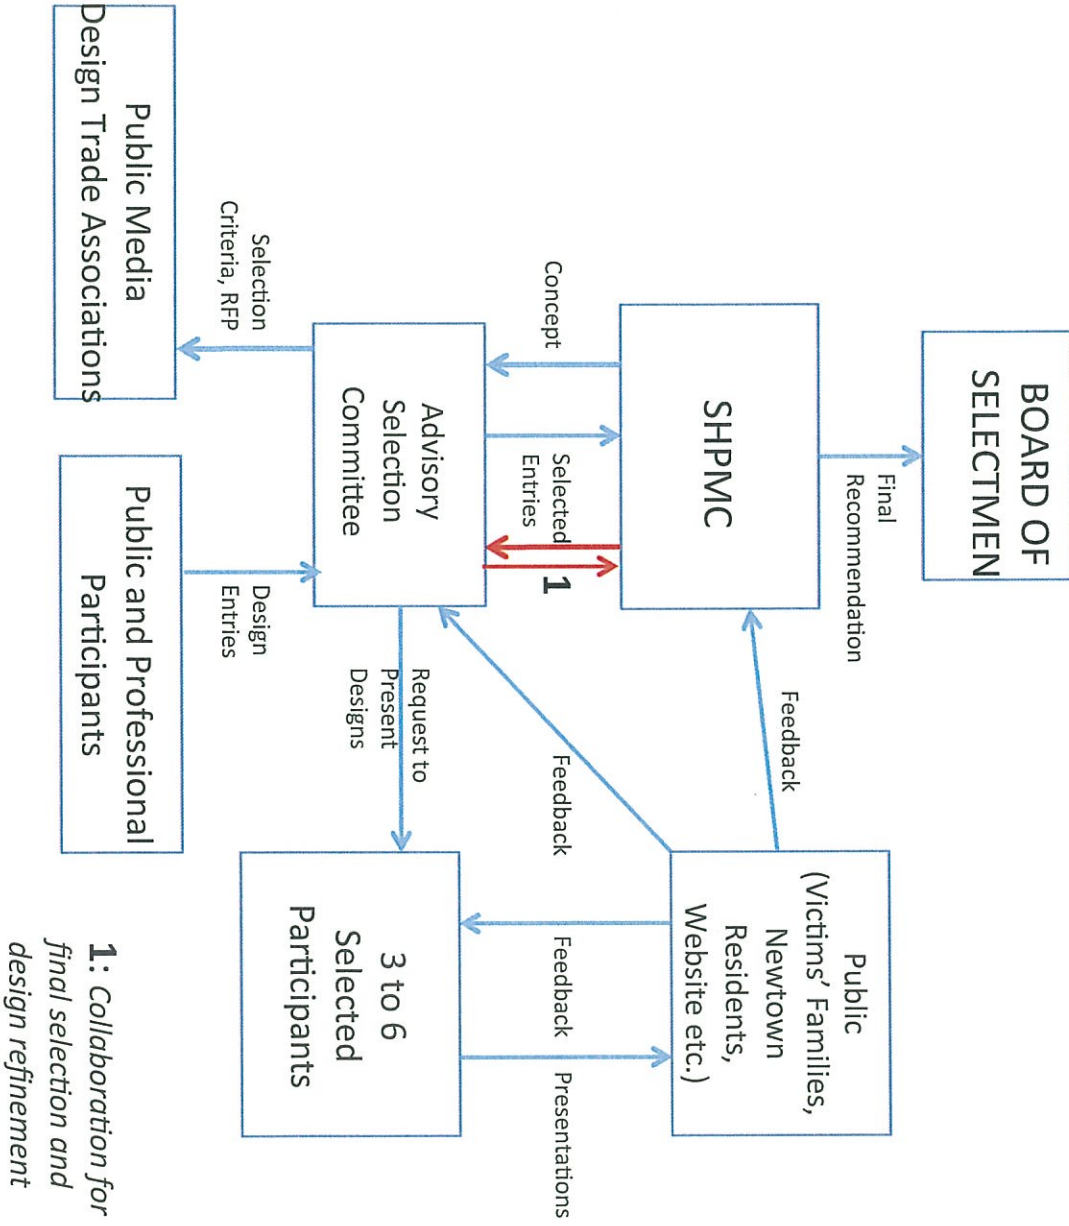 BOARD OF
SELECTMEN
Final
Recommendation
SHPMC
Feedback
Public
(Victims' Families,
Newtown
Residents,
Website etc.)
Concept
Selected
Entries
1
Feedback
Feedback
Presentations
Advisory
Selection
Committee
Request to
Present
Designs
3 to 6
Selected
Participants
Selection
Criteria, RFP
Design
Entries
Public Media
Design Trade Associations
Public and Professional
Participants
1: Collaboration for
final selection and
design refinement